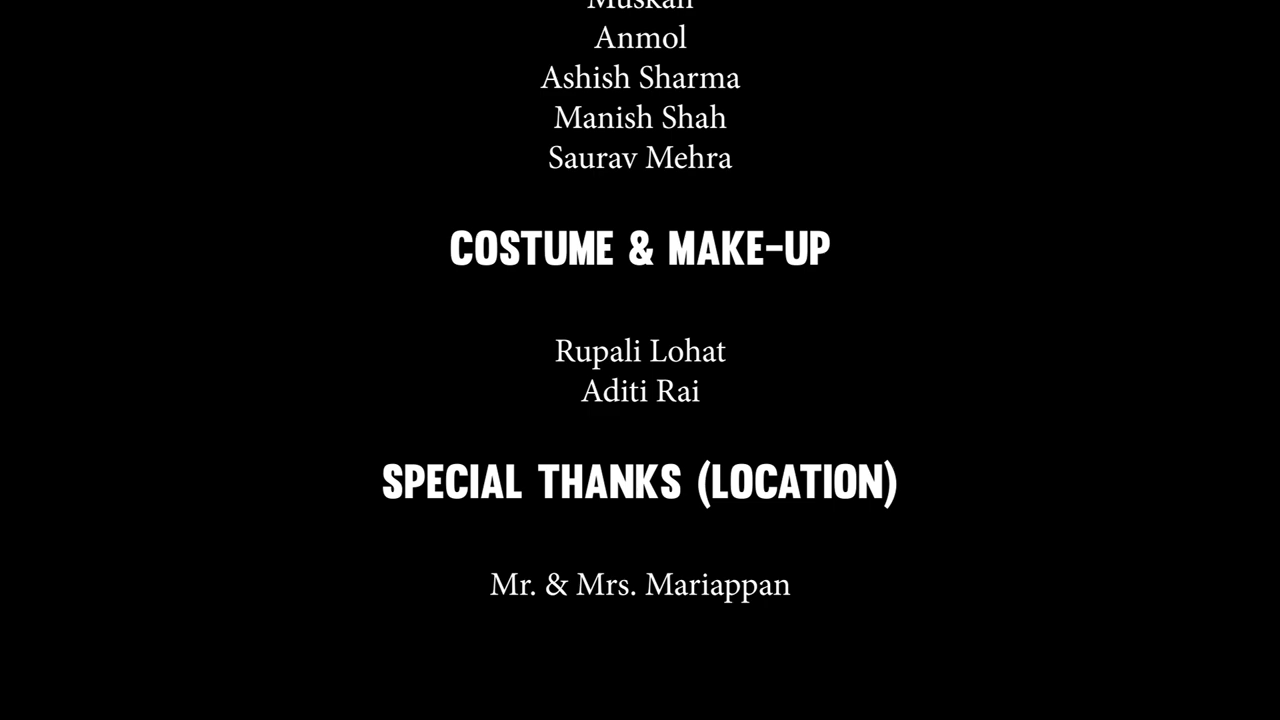 Muskan
Anmol
Ashish Sharma
Manish Shah
Saurav Mehra
COSTUME & MAKE-UP
Rupali Lohat
Aditi Rai
SPECIAL THANKS (LOCATION)
Mr. & Mrs. Mariappan